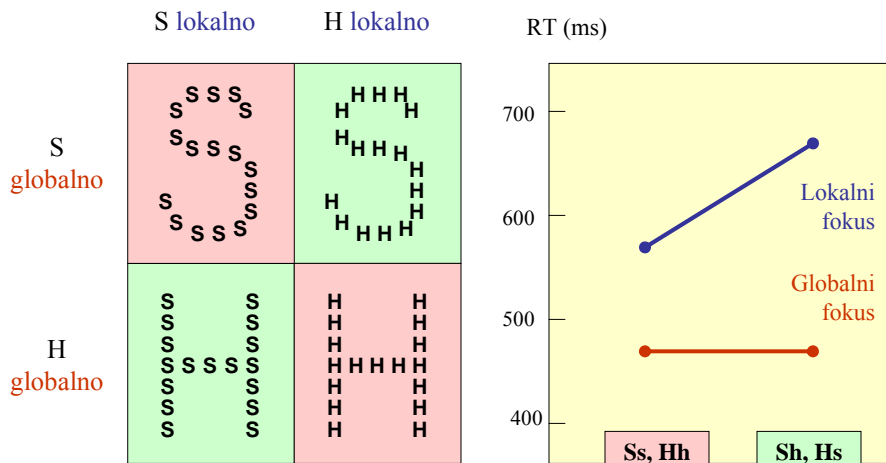 S lokalno
H lokalno
RT (ms)
S
globalno
H
globalno
S S S S S S S S S S S S S S S S S S S
H H H H H H H H H H H H H H H H H H H
S S
S S
S S
S S S S S
S S
S S
S S
H H
H H
H H
H H H H H
H H
H H
H H
700
600
500
400
Lokalni
fokus
Globalni
fokus
Ss, Hh
Sh, Hs